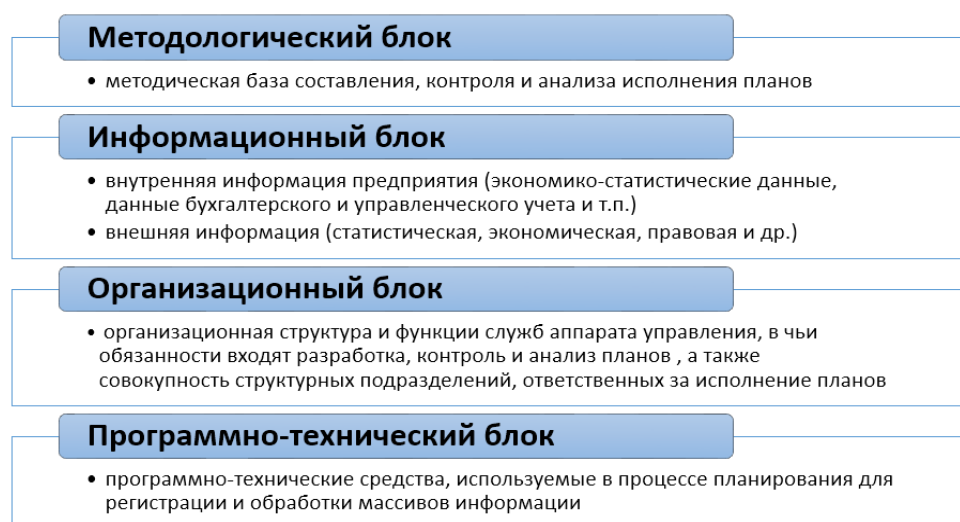 Методологический блок
• методическая база составления, контроля и анализа исполнения планов
Информационный блок
• внутренняя информация предприятия (экономико-статистические данные,
данные бухгалтерского и управленческого учета и т.п.)
• внешняя информация (статистическая, экономическая, правовая и др.)
Организационный блок
• организационная структура и функции служб аппарата управления, в чьи
обязанности входят разработка, контроль и анализ планов , а также
совокупность структурных подразделений, ответственных за исполнение планов
Программно-технический блок
• программно-технические средства, используемые в процессе планирования для
регистрации и обработки массивов информации